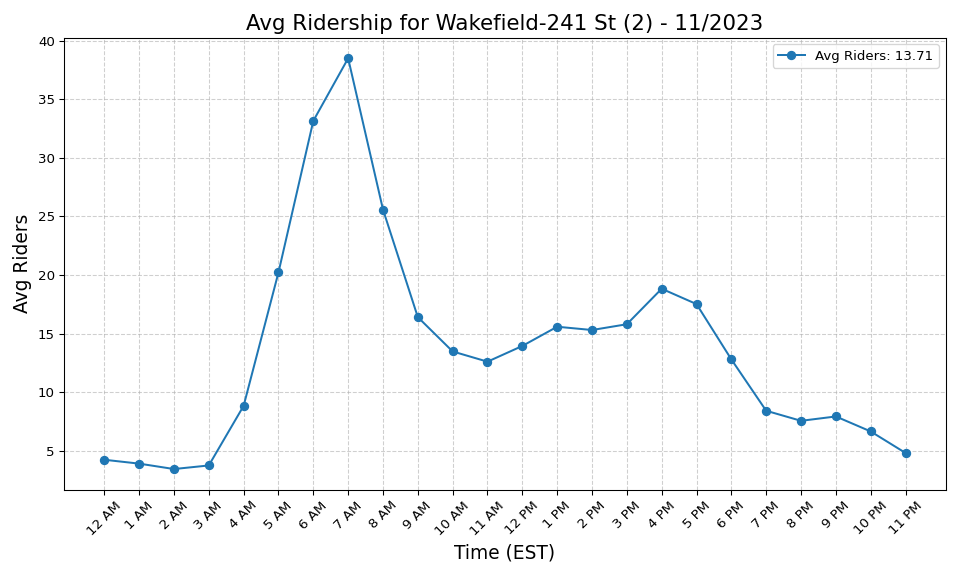 Avg Ridership for Wakefield-241 St (2) - 11/2023
Avg Riders: 13.71
Avg Riders
40
35
30
25
20
15
10
5
12 AM 1 AM 2 AM 3 AM 4 AM 5 AM 6 AM 7 AM 8 AM 9 AM 10 AM 11 AM 12 PM 1 PM 2 PM 3 PM 4 PM 5 PM 6 PM 7 PM 8 PM 9 PM 10 PM 11 PM
Time (EST)